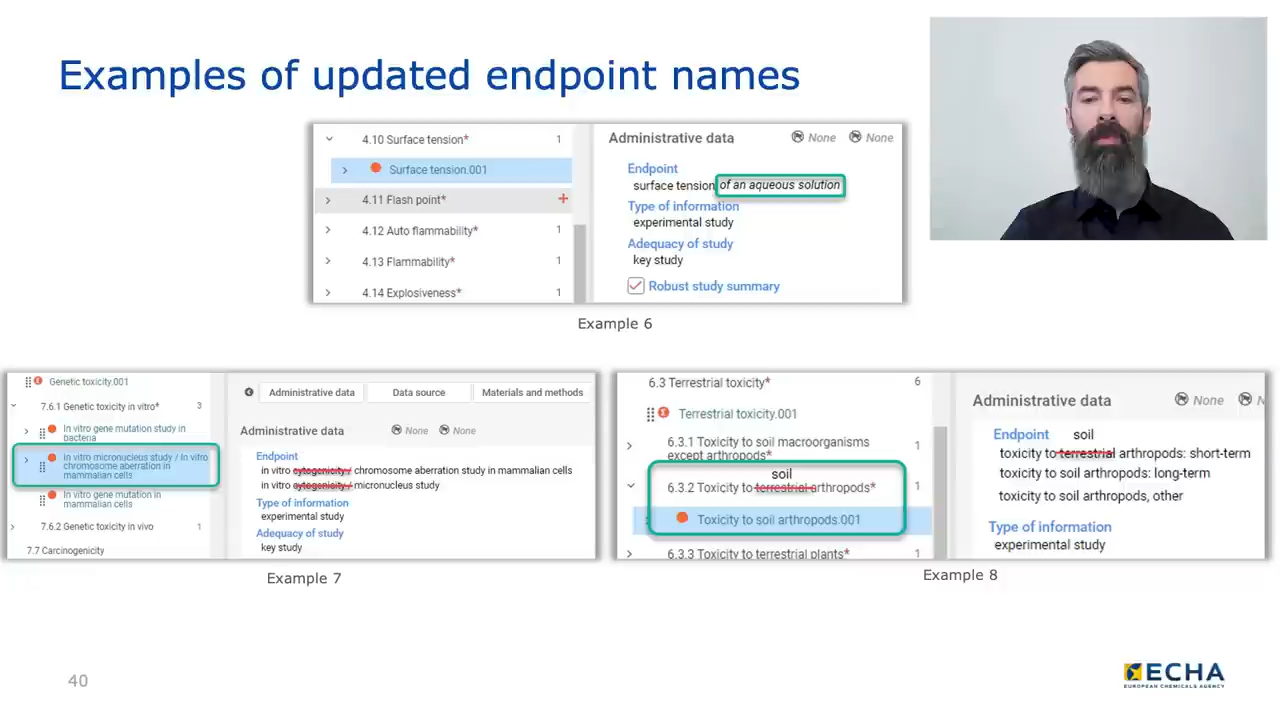 Examples of updated endpoint names
4.10 Surface tension* 1
Surface tension.001
4.11 Flash point* +
4.12 Auto flammability* 1
4.13 Flammability* 1
4.14 Explosiveness* 1
Administrative data None None
Endpoint
surface tension of an aqueous solution
Type of information
experimental study
Adequacy of study
key study
Robust study summary
Example 6
Genetic toxicity.001
7.6.1 Genetic toxicity in vitro* 3
In vitro gene mutation study in
bacteria
In vitro micronucleus study / In vitro
chromosome aberration in
mammalian cells
In vitro gene mutation in
mammalian cells
7.6.2 Genetic toxicity in vivo 1
7.7 Carcinogenicity
Administrative data Data source Materials and methods
Administrative data None None
Endpoint
in vitro cytogenicity / chromosome aberration study in mammalian cells
in vitro cytogenicity / micronucleus study
Type of information
experimental study
Adequacy of study
key study
Example 7
6.3 Terrestrial toxicity* 6
Terrestrial toxicity.001
6.3.1 Toxicity to soil macroorganisms 1
except arthropods*
soil
6.3.2 Toxicity to terrestrial arthropods* 1
Toxicity to soil arthropods.001
6.3.3 Toxicity to terrestrial plants* 1
Administrative data None N
Endpoint soil
toxicity to terrestrial arthropods: short-term
toxicity to soil arthropods: long-term
toxicity to soil arthropods, other
Type of information
experimental study
Example 8
40
ECHA
EUROPEAN CHEMICALS AGENCY